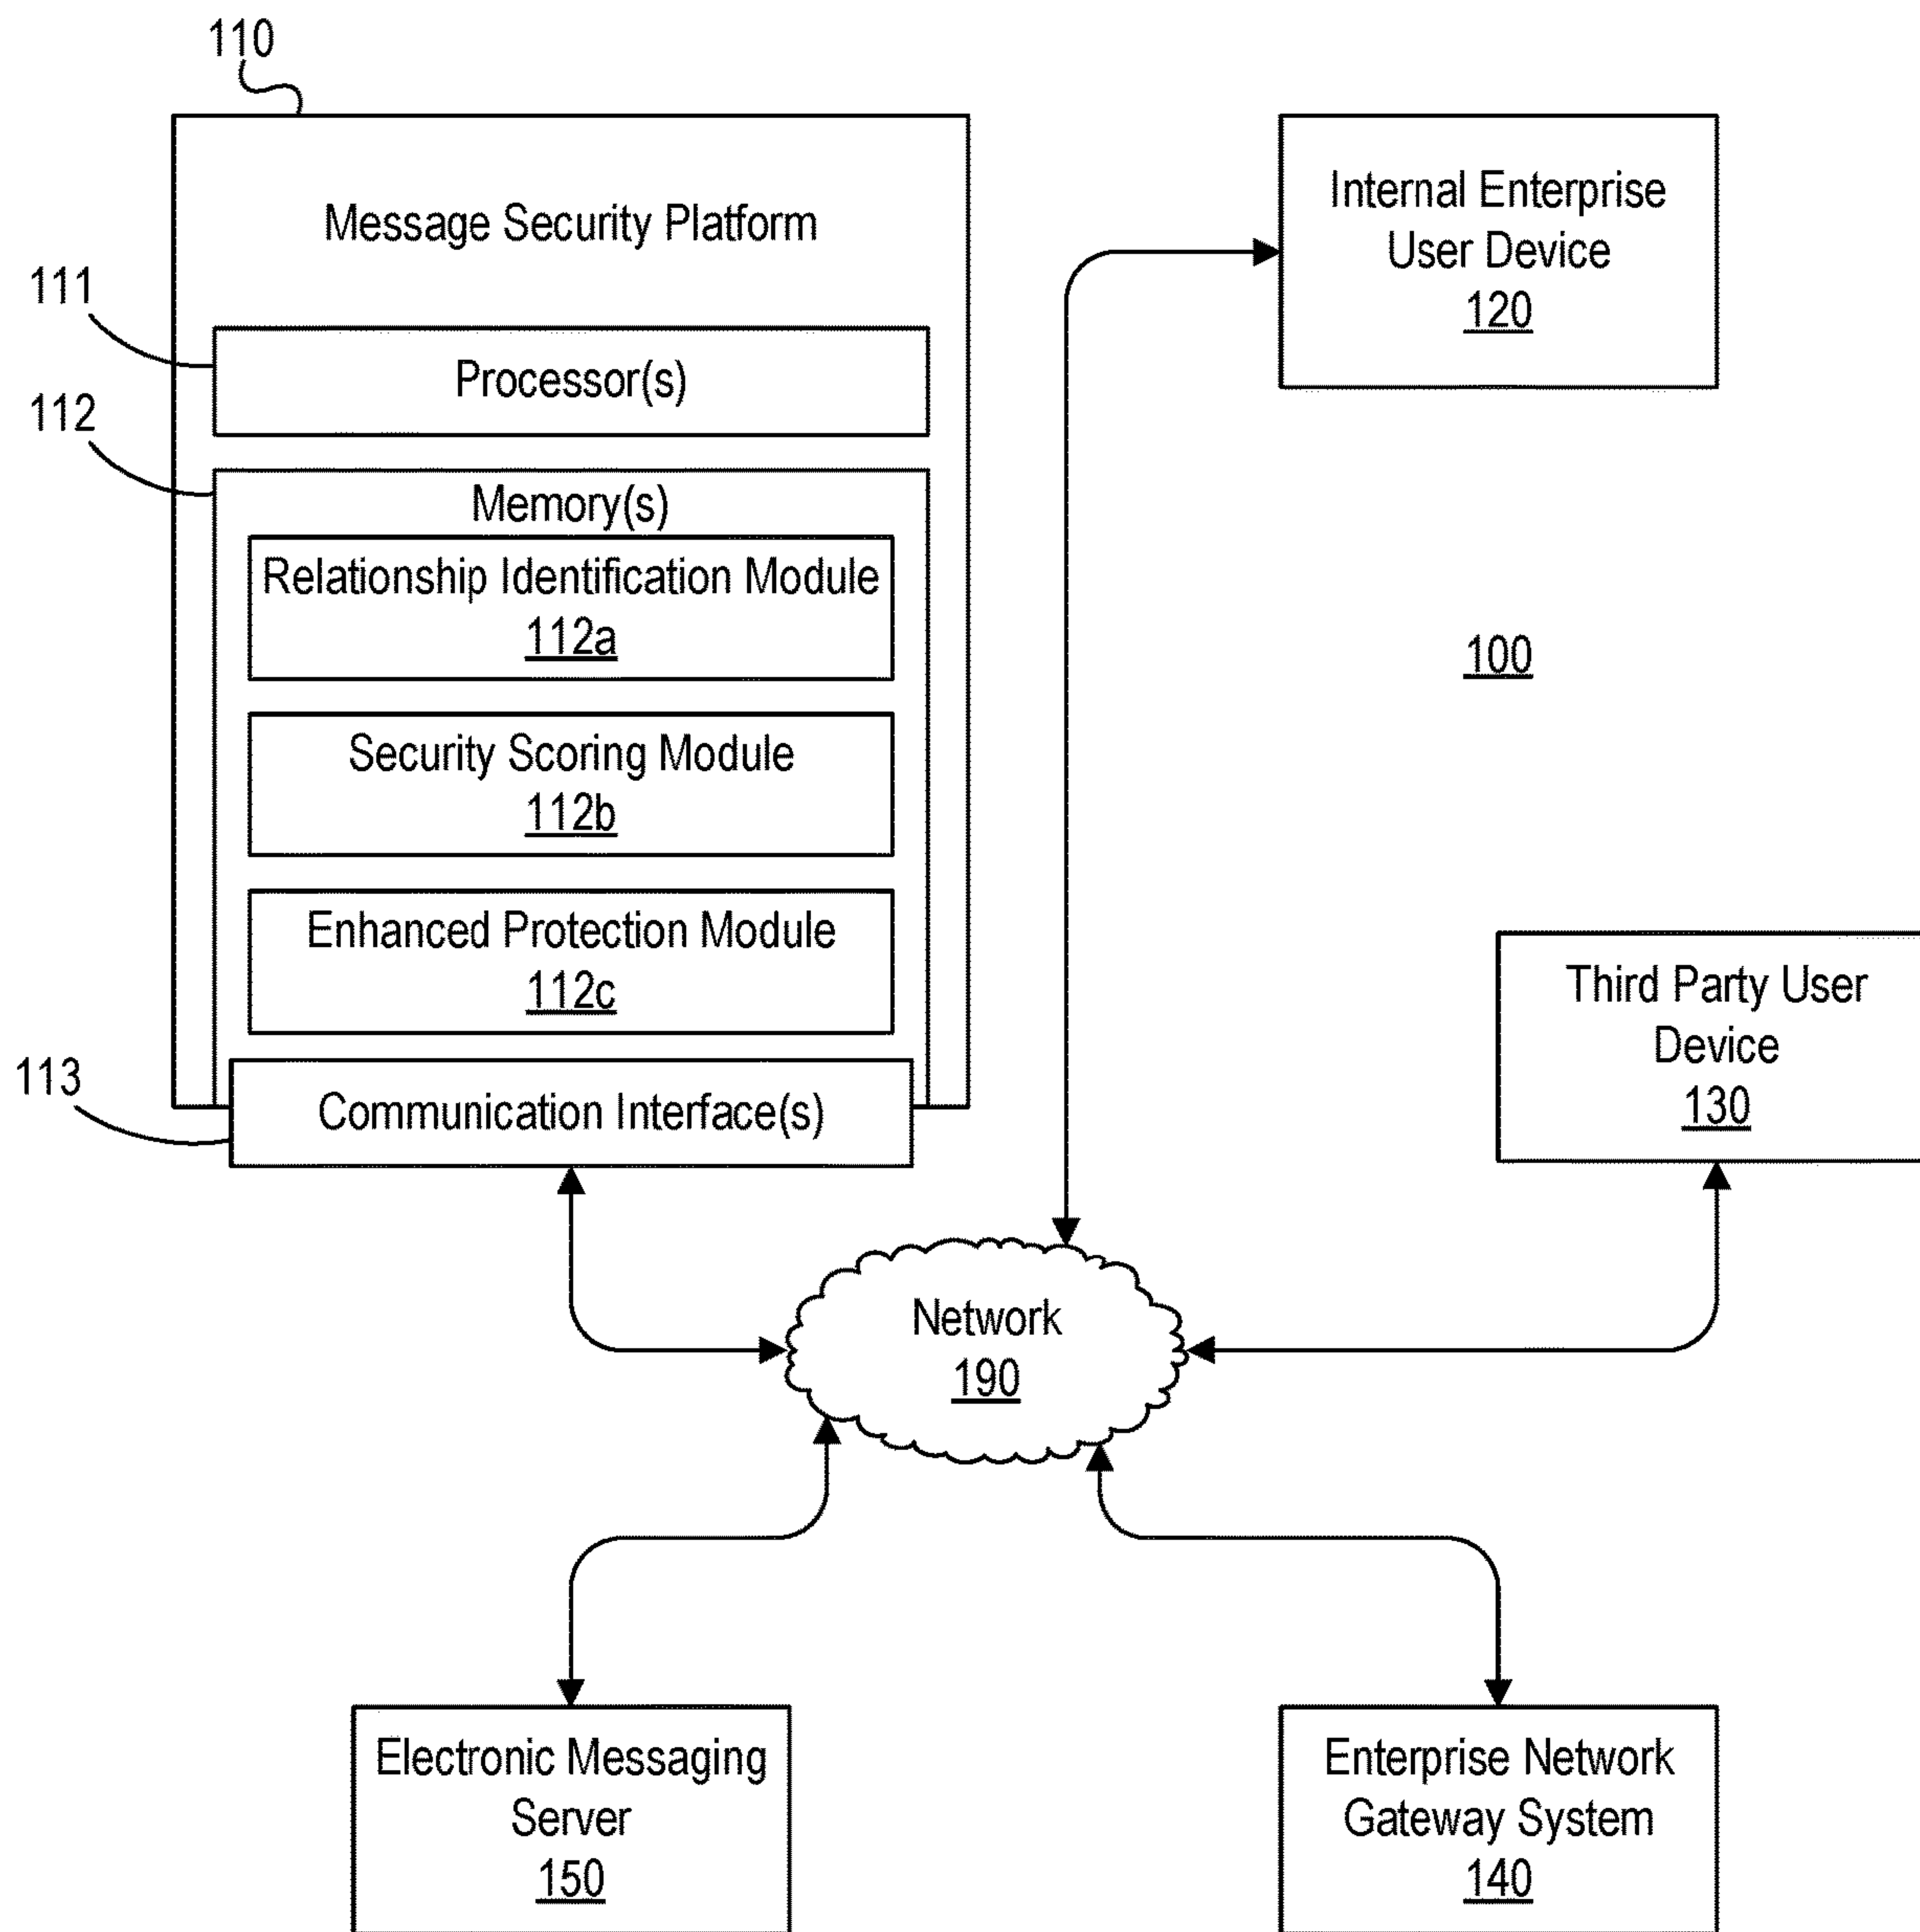 110
Message Security Platform
111
Processor(s)
112
Memory(s)
Relationship Identification Module
112a
Security Scoring Module
112b
Enhanced Protection Module
112c
113
Communication Interface(s)
Internal Enterprise
User Device
120
100
Third Party User
Device
130
Network
190
Electronic Messaging
Server
150
Enterprise Network
Gateway System
140